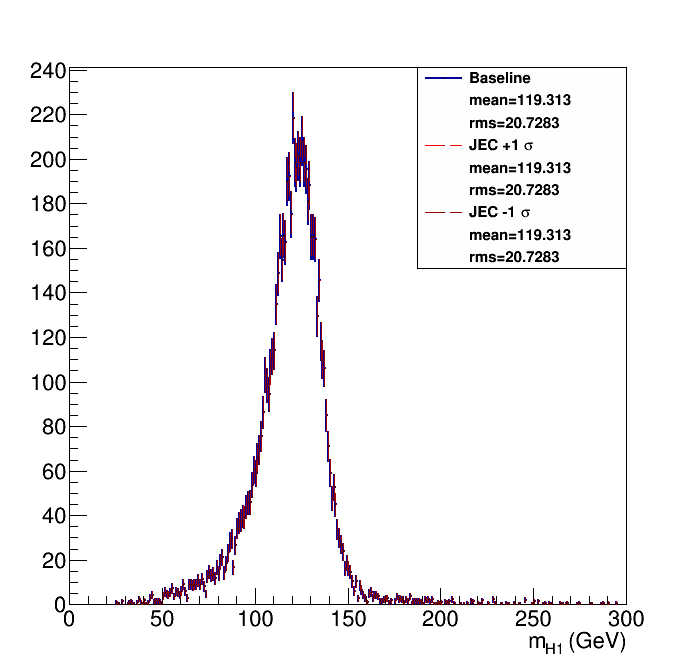 240
220
200
180
160
140
120
100
80
60
40
20
0
0 50 100 150 200 250 300
m_H1 (GeV)
Baseline
mean=119.313
rms=20.7283
JEC +1 σ
mean=119.313
rms=20.7283
JEC -1 σ
mean=119.313
rms=20.7283